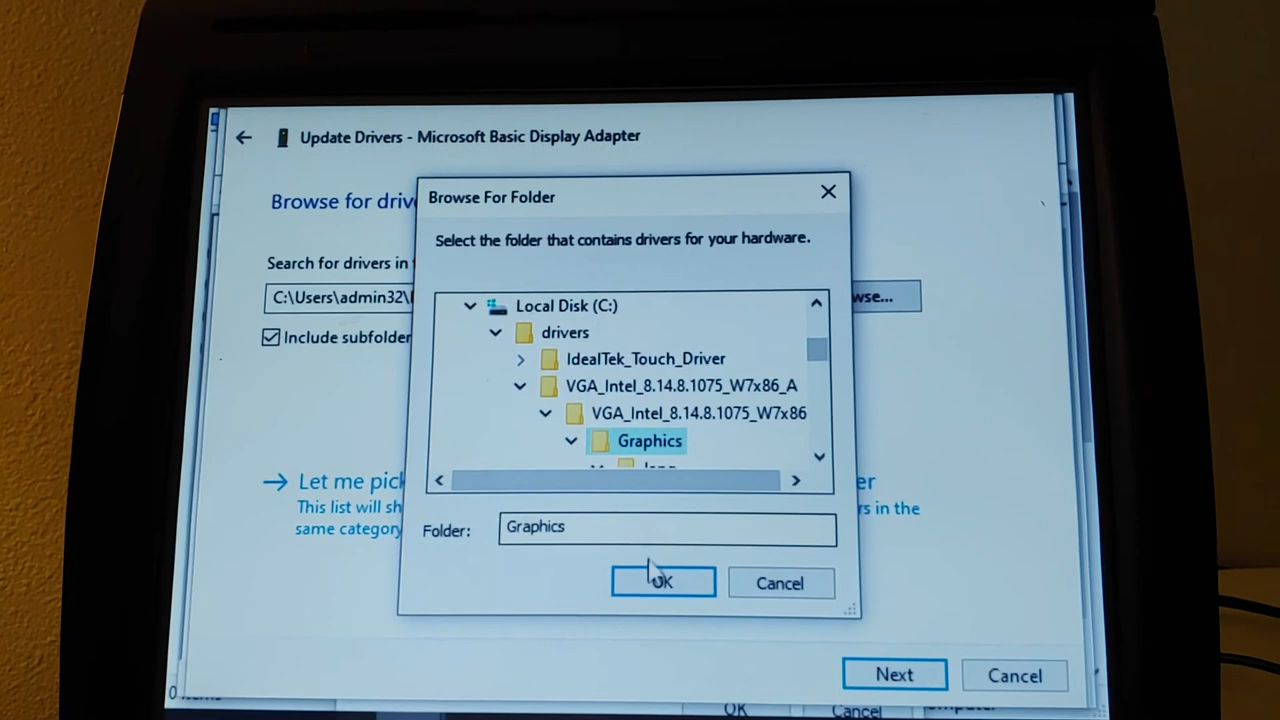 Update Drivers - Microsoft Basic Display Adapter
Browse For Folder
Browse for driv
Select the folder that contains drivers for your hardware.
Search for drivers in
C:\Users\admin32\
wse...
Include subfolder
Local Disk (C:)
drivers
IdealTek_Touch_Driver
VGA_Intel_8.14.8.1075_W7x86_A
VGA_Intel_8.14.8.1075_W7x86
Graphics
Let me pick
er
This list will sh
rs in the
same category
Folder:
Graphics
OK
Cancel
Next
Cancel
OK
Cancel